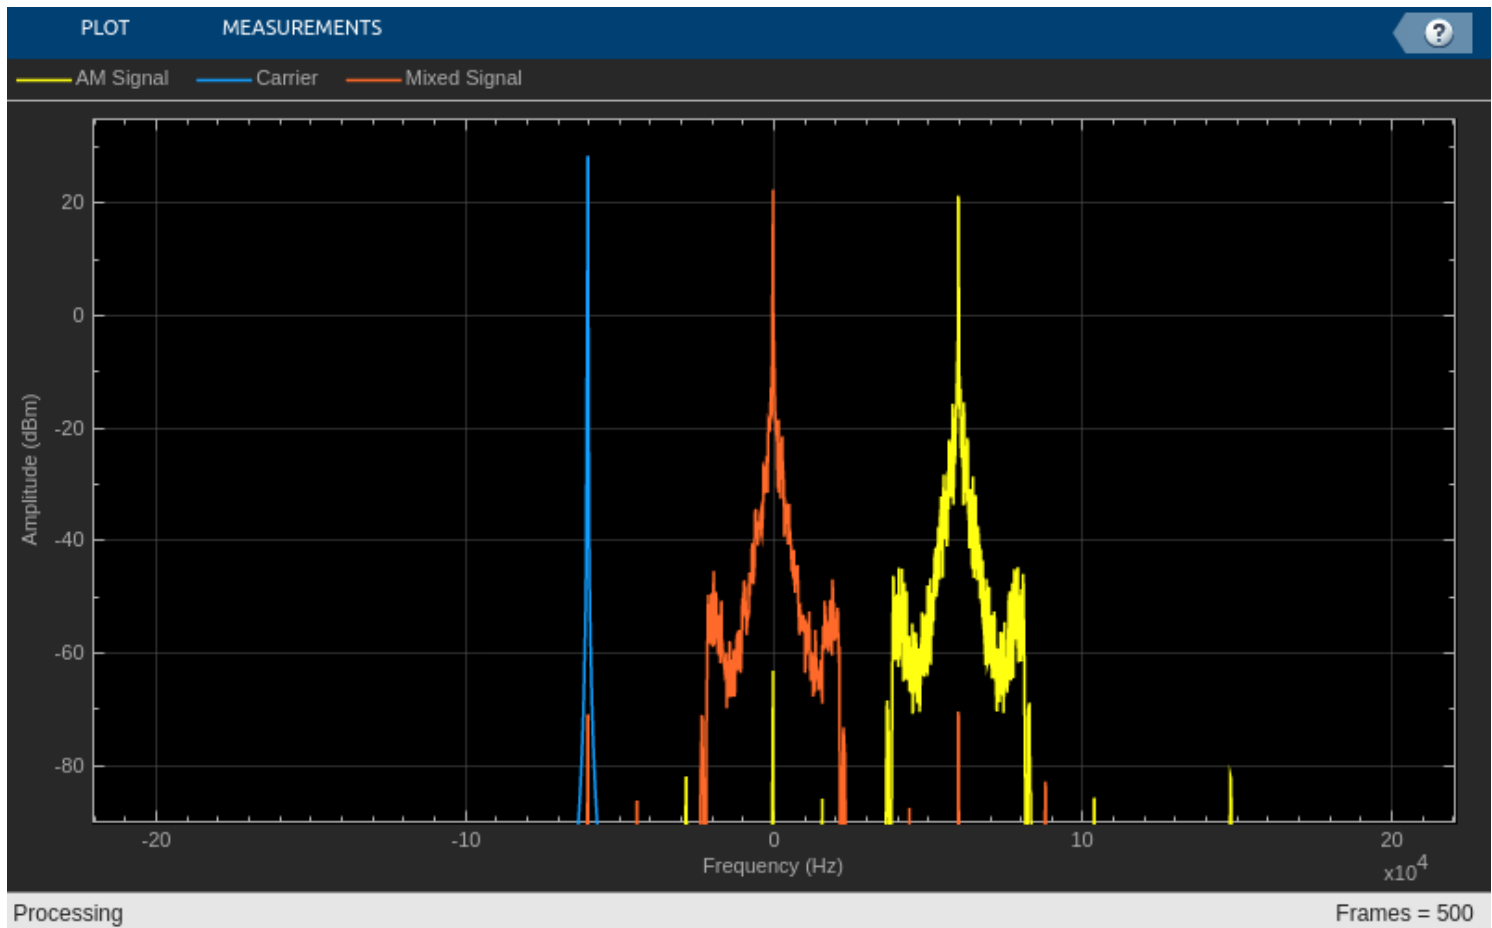 PLOT MEASUREMENTS ?
AM Signal Carrier Mixed Signal
20
0
-20
-40
-60
-80
Amplitude (dBm)
-20 -10 0 10 20
Frequency (Hz)
x10^4
Processing Frames = 500